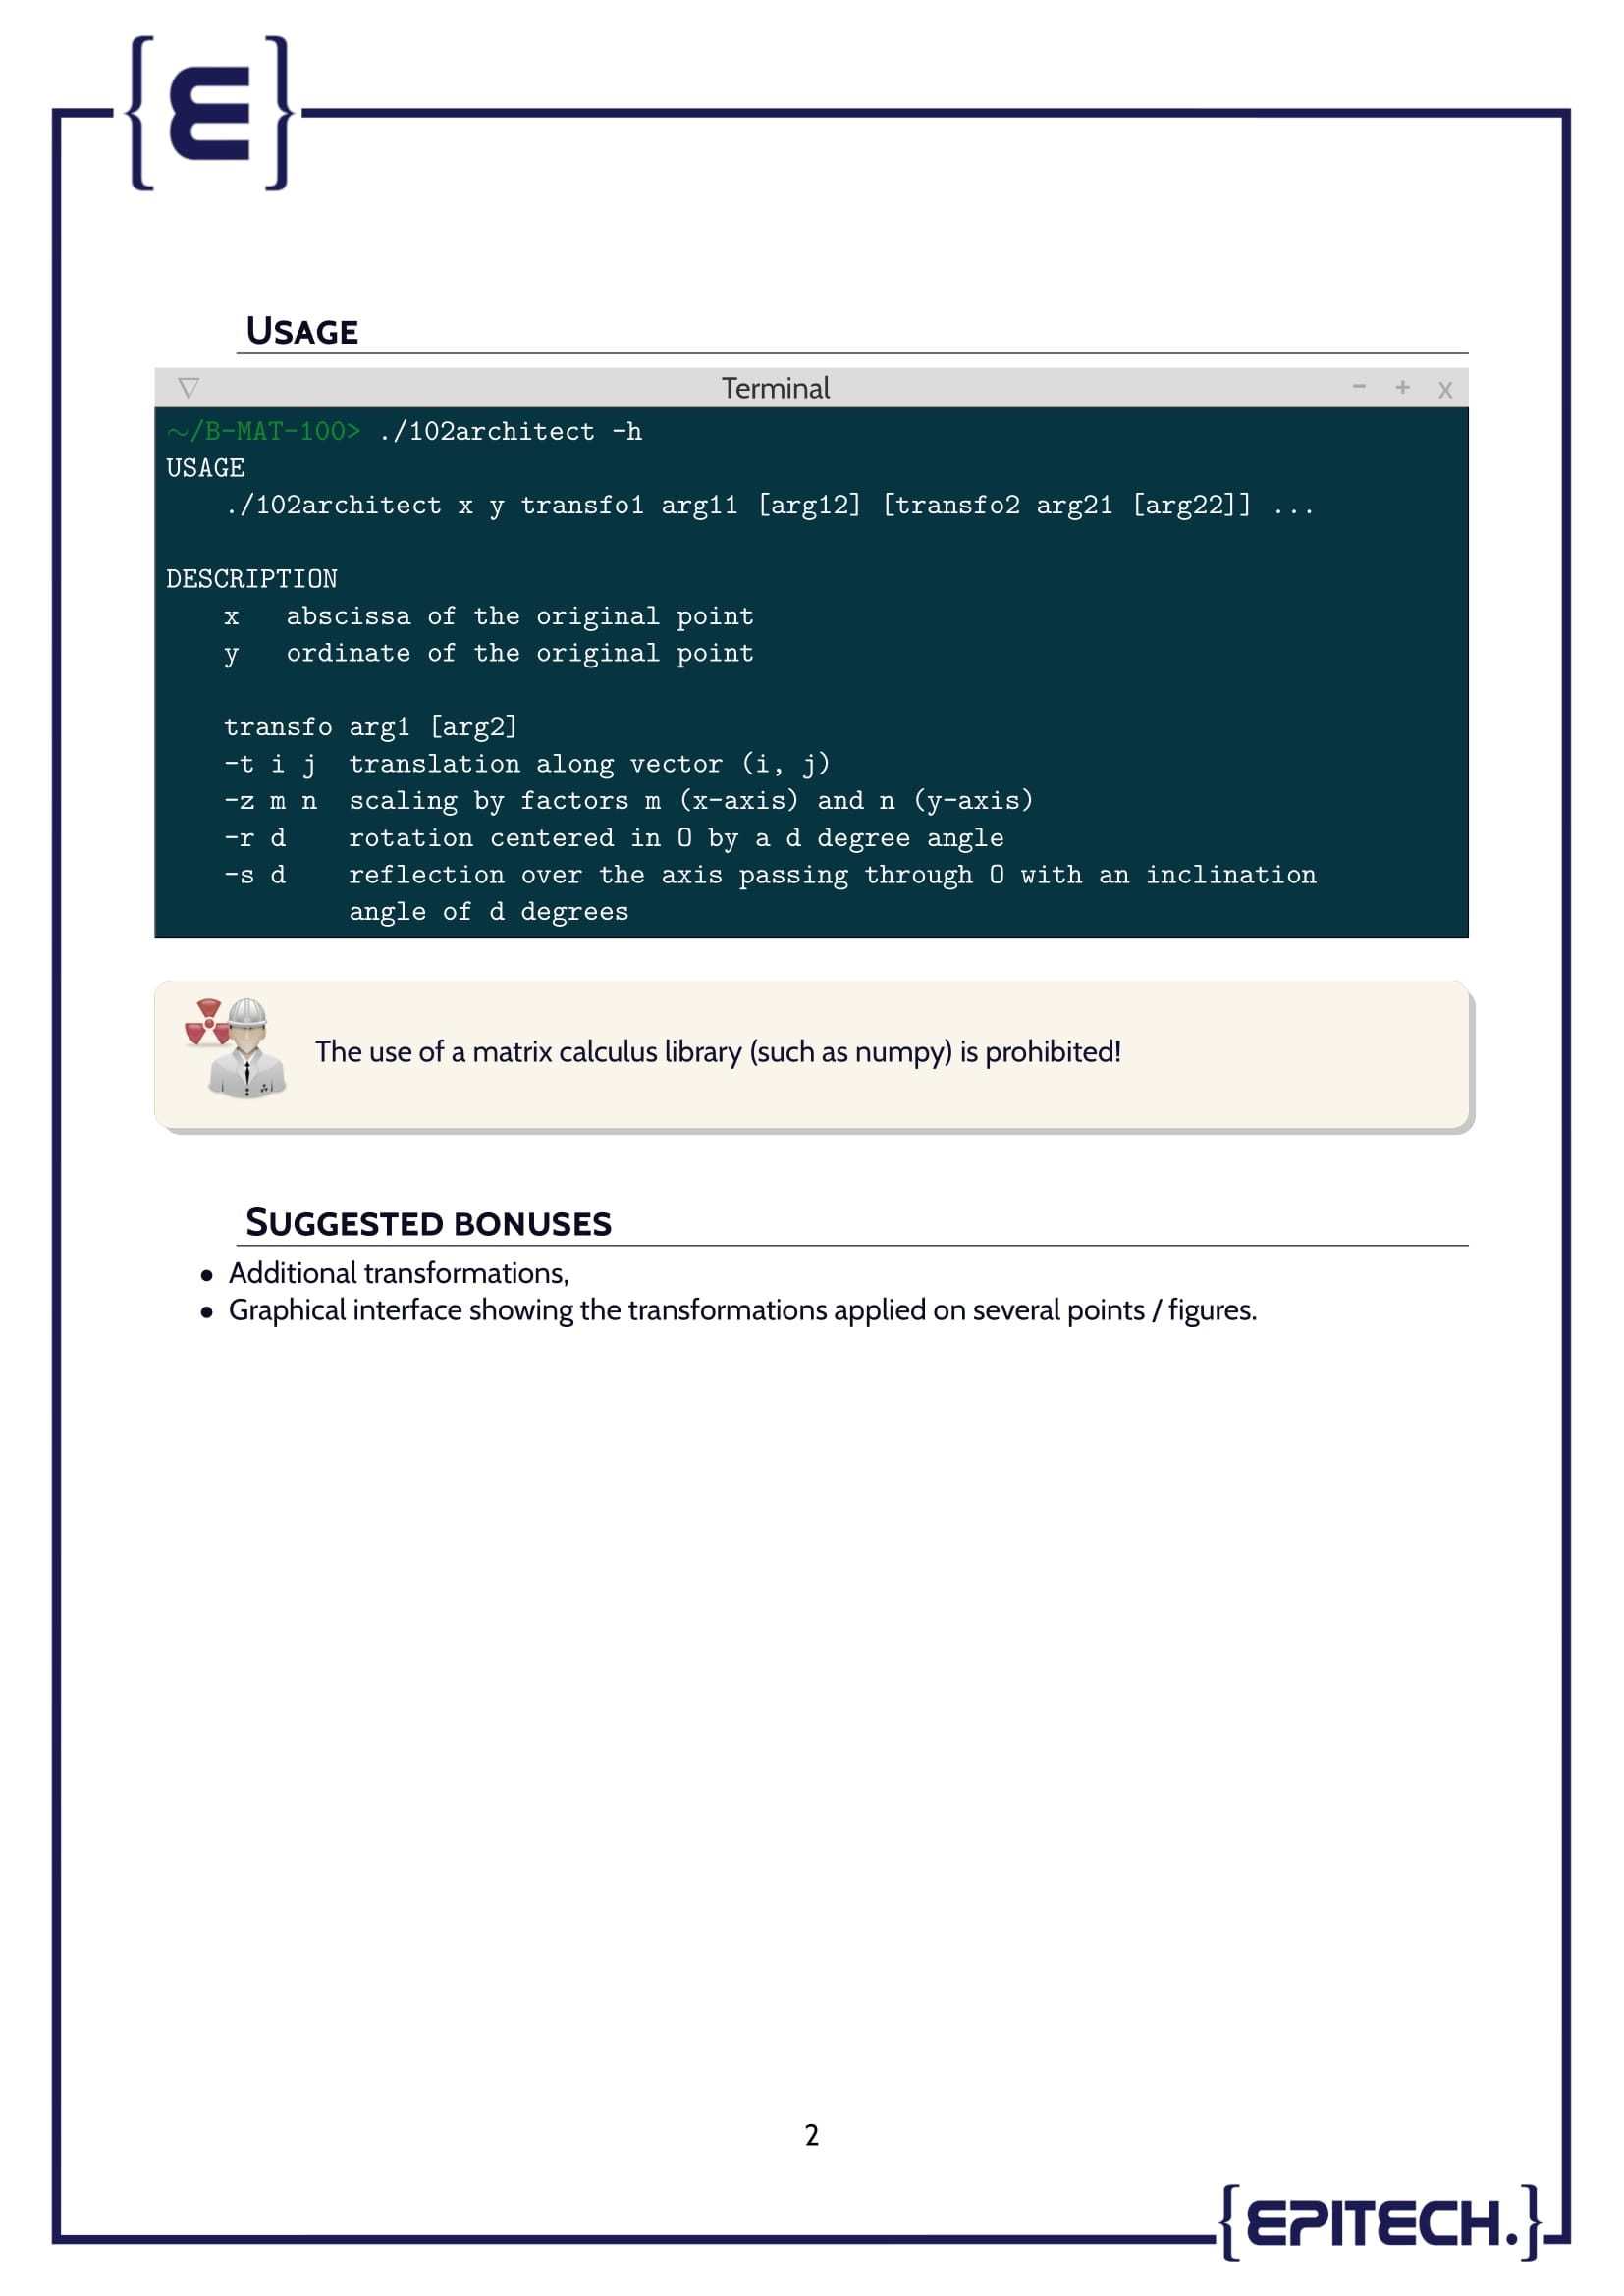 {E}
USAGE
Terminal
- + x
~/B-MAT-100> ./102architect -h
USAGE
./102architect x y transfo1 arg11 [arg12] [transfo2 arg21 [arg22]] ...
DESCRIPTION
x abscissa of the original point
y ordinate of the original point
transfo arg1 [arg2]
-t i j translation along vector (i, j)
-z m n scaling by factors m (x-axis) and n (y-axis)
-r d rotation centered in O by a d degree angle
-s d reflection over the axis passing through O with an inclination
angle of d degrees
The use of a matrix calculus library (such as numpy) is prohibited!
SUGGESTED BONUSES
• Additional transformations,
• Graphical interface showing the transformations applied on several points / figures.
2
{EPITECH.}